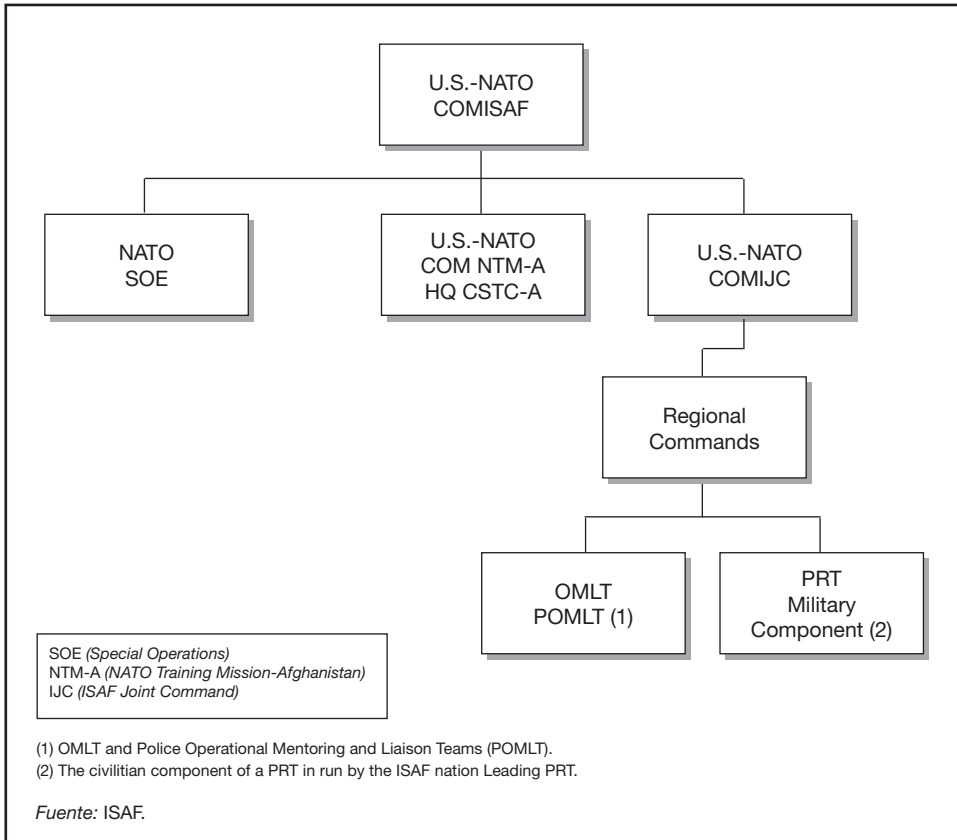 U.S.-NATO
COMISAF
NATO
SOE
U.S.-NATO
COM NTM-A
HQ CSTC-A
U.S.-NATO
COMIJC
Regional
Commands
OMLT
POMLT (1)
PRT
Military
Component (2)
SOE (Special Operations)
NTM-A (NATO Training Mission-Afghanistan)
IJC (ISAF Joint Command)
(1) OMLT and Police Operational Mentoring and Liaison Teams (POMLT).
(2) The civilitian component of a PRT in run by the ISAF nation Leading PRT.
Fuente: ISAF.